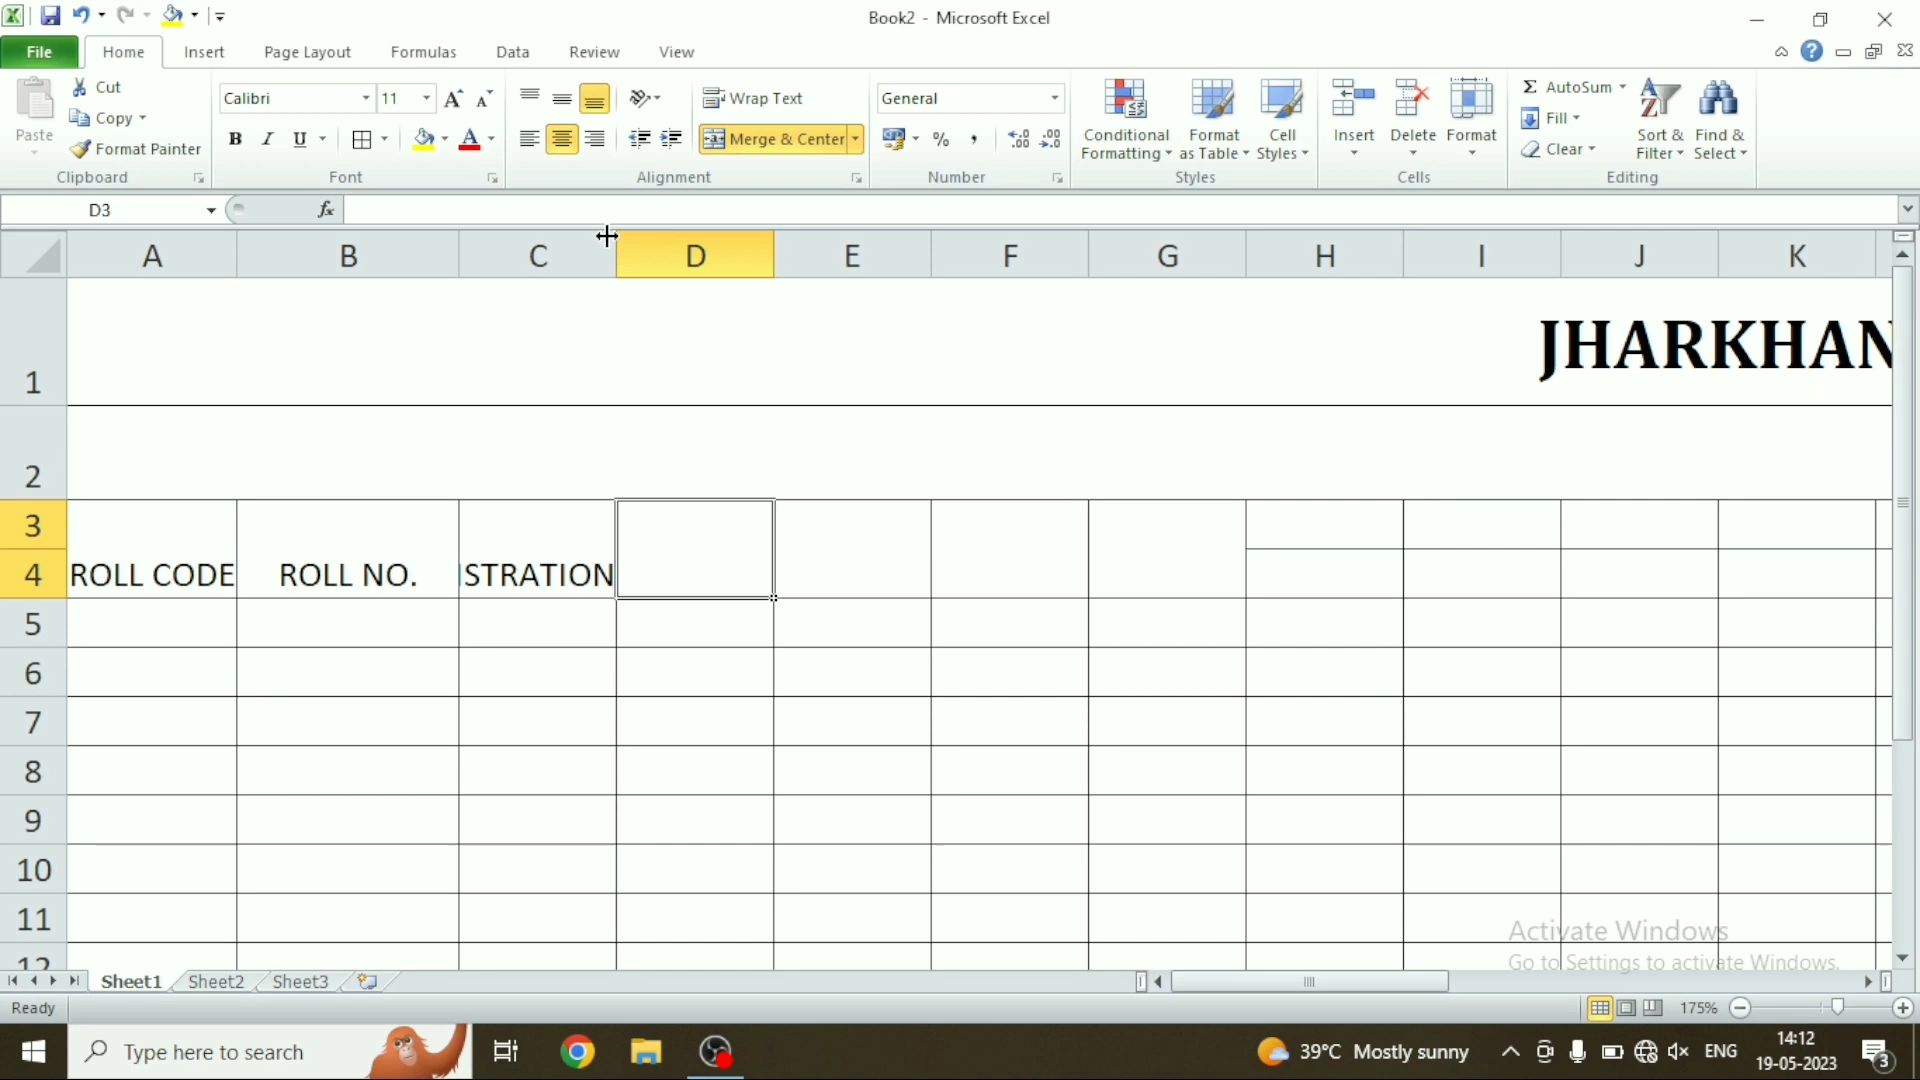 Book2 - Microsoft Excel
File Home Insert Page Layout Formulas Data Review View
Paste
Cut
Copy
Format Painter
Clipboard
Calibri 11
B I U A
Font
Wrap Text
Merge & Center
Alignment
General
%
Number
Conditional Formatting
Format as Table
Cell Styles
Styles
Insert Delete Format
Cells
Σ AutoSum
Fill
Clear
Sort & Filter
Find & Select
Editing
D3 fx
A B C D E F G H I J K
1 JHARKHAN
2
3
4 ROLL CODE ROLL NO. ISTRATION
5
6
7
8
9
10
11
12
Activate Windows
Go to Settings to activate Windows.
Sheet1 Sheet2 Sheet3
Ready 175%
Type here to search 39°C Mostly sunny ENG 14:12
19-05-2023
3